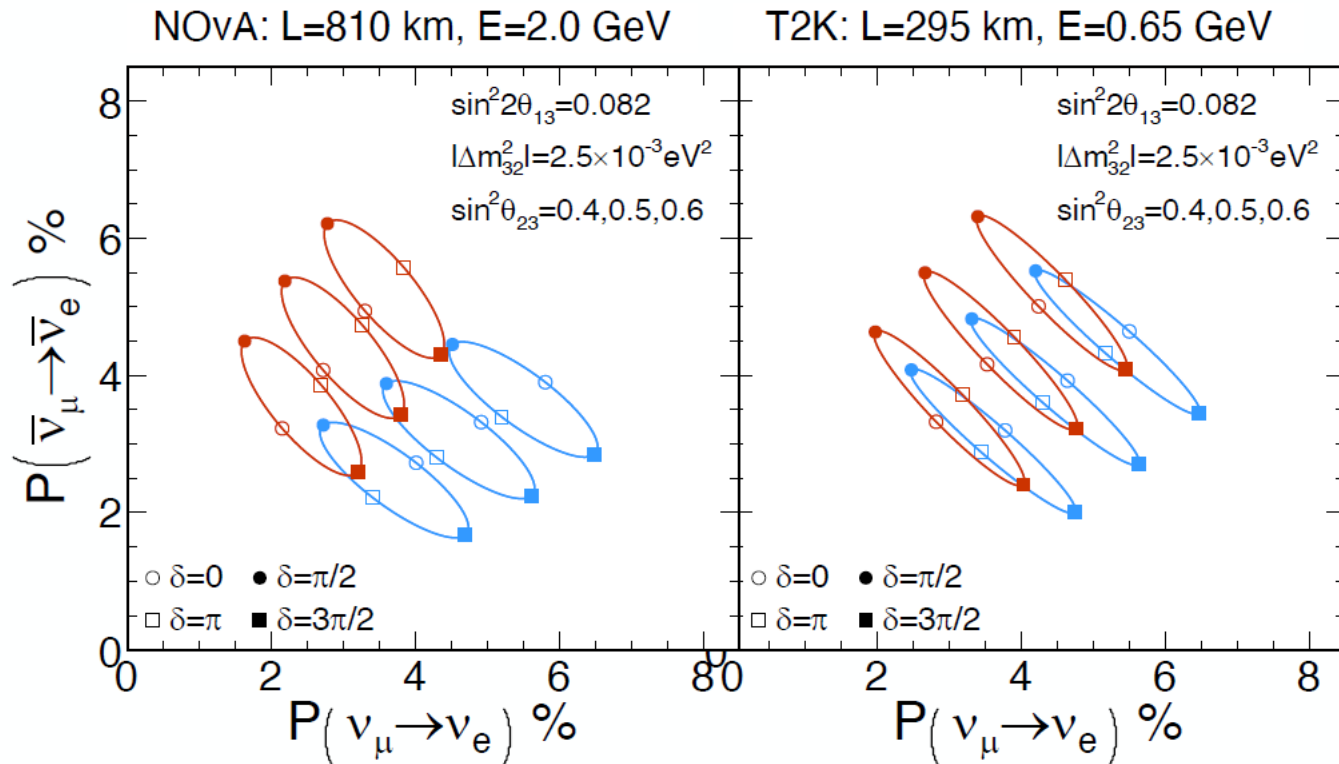 NOvA: L=810 km, E=2.0 GeV
T2K: L=295 km, E=0.65 GeV
P(ν̄μ→ν̄e) %
8
6
4
2
0
sin²2θ₁₃=0.082
|Δm²₃₂|=2.5×10⁻³eV²
sin²θ₂₃=0.4,0.5,0.6
δ=0 δ=π/2
δ=π δ=3π/2
0 2 4 6 8
P(νμ→νe) %
sin²2θ₁₃=0.082
|Δm²₃₂|=2.5×10⁻³eV²
sin²θ₂₃=0.4,0.5,0.6
δ=0 δ=π/2
δ=π δ=3π/2
0
0 2 4 6 8
P(νμ→νe) %